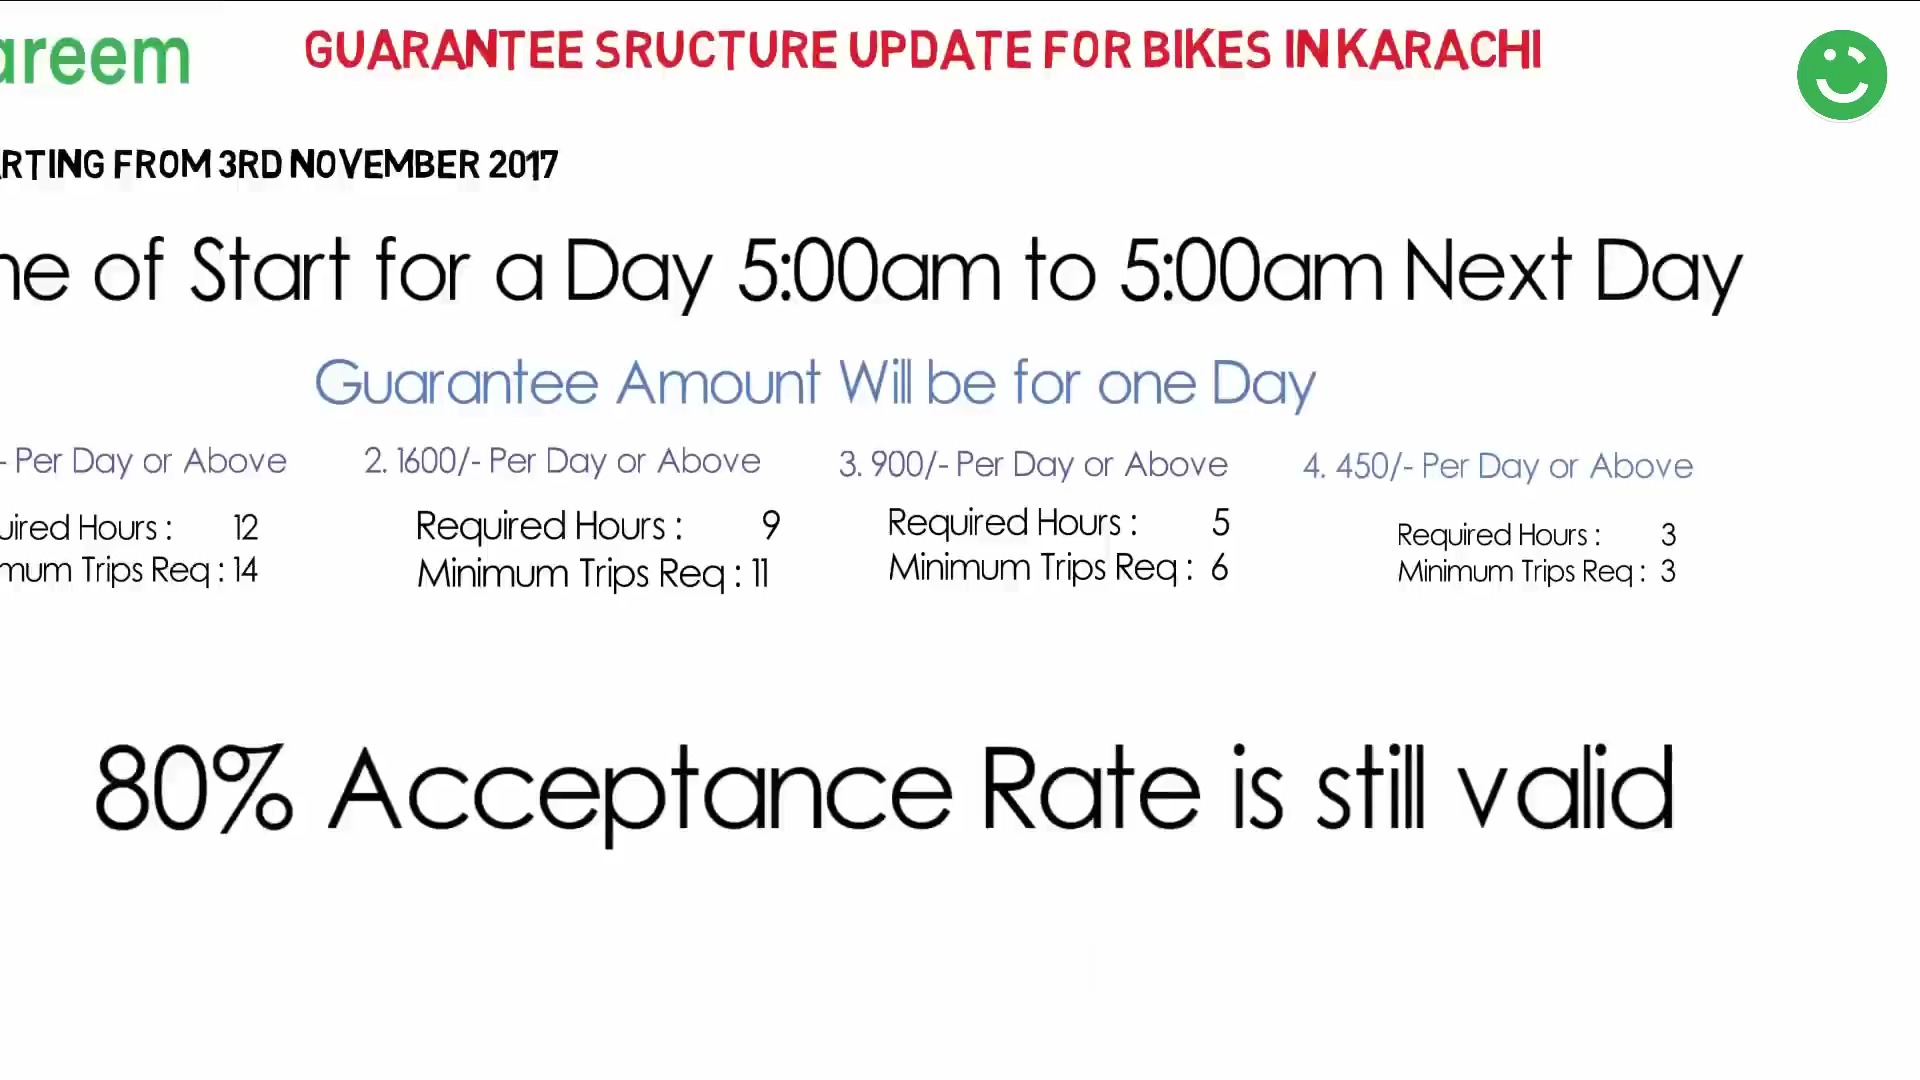 areem
GUARANTEE SRUCTURE UPDATE FOR BIKES IN KARACHI
RTING FROM 3RD NOVEMBER 2017
ne of Start for a Day 5:00am to 5:00am Next Day
Guarantee Amount Will be for one Day
- Per Day or Above
uired Hours : 12
mum Trips Req : 14
2. 1600/- Per Day or Above
Required Hours : 9
Minimum Trips Req : 11
3. 900/- Per Day or Above
Required Hours : 5
Minimum Trips Req : 6
4. 450/- Per Day or Above
Required Hours : 3
Minimum Trips Req : 3
80% Acceptance Rate is still valid